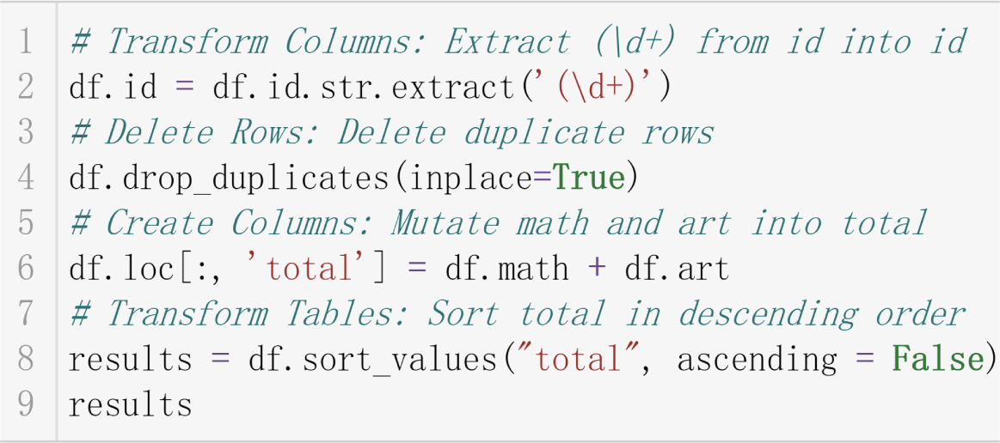 1 # Transform Columns: Extract (\d+) from id into id
2 df.id = df.id.str.extract('(\d+)')
3 # Delete Rows: Delete duplicate rows
4 df.drop_duplicates(inplace=True)
5 # Create Columns: Mutate math and art into total
6 df.loc[:, 'total'] = df.math + df.art
7 # Transform Tables: Sort total in descending order
8 results = df.sort_values("total", ascending = False)
9 results